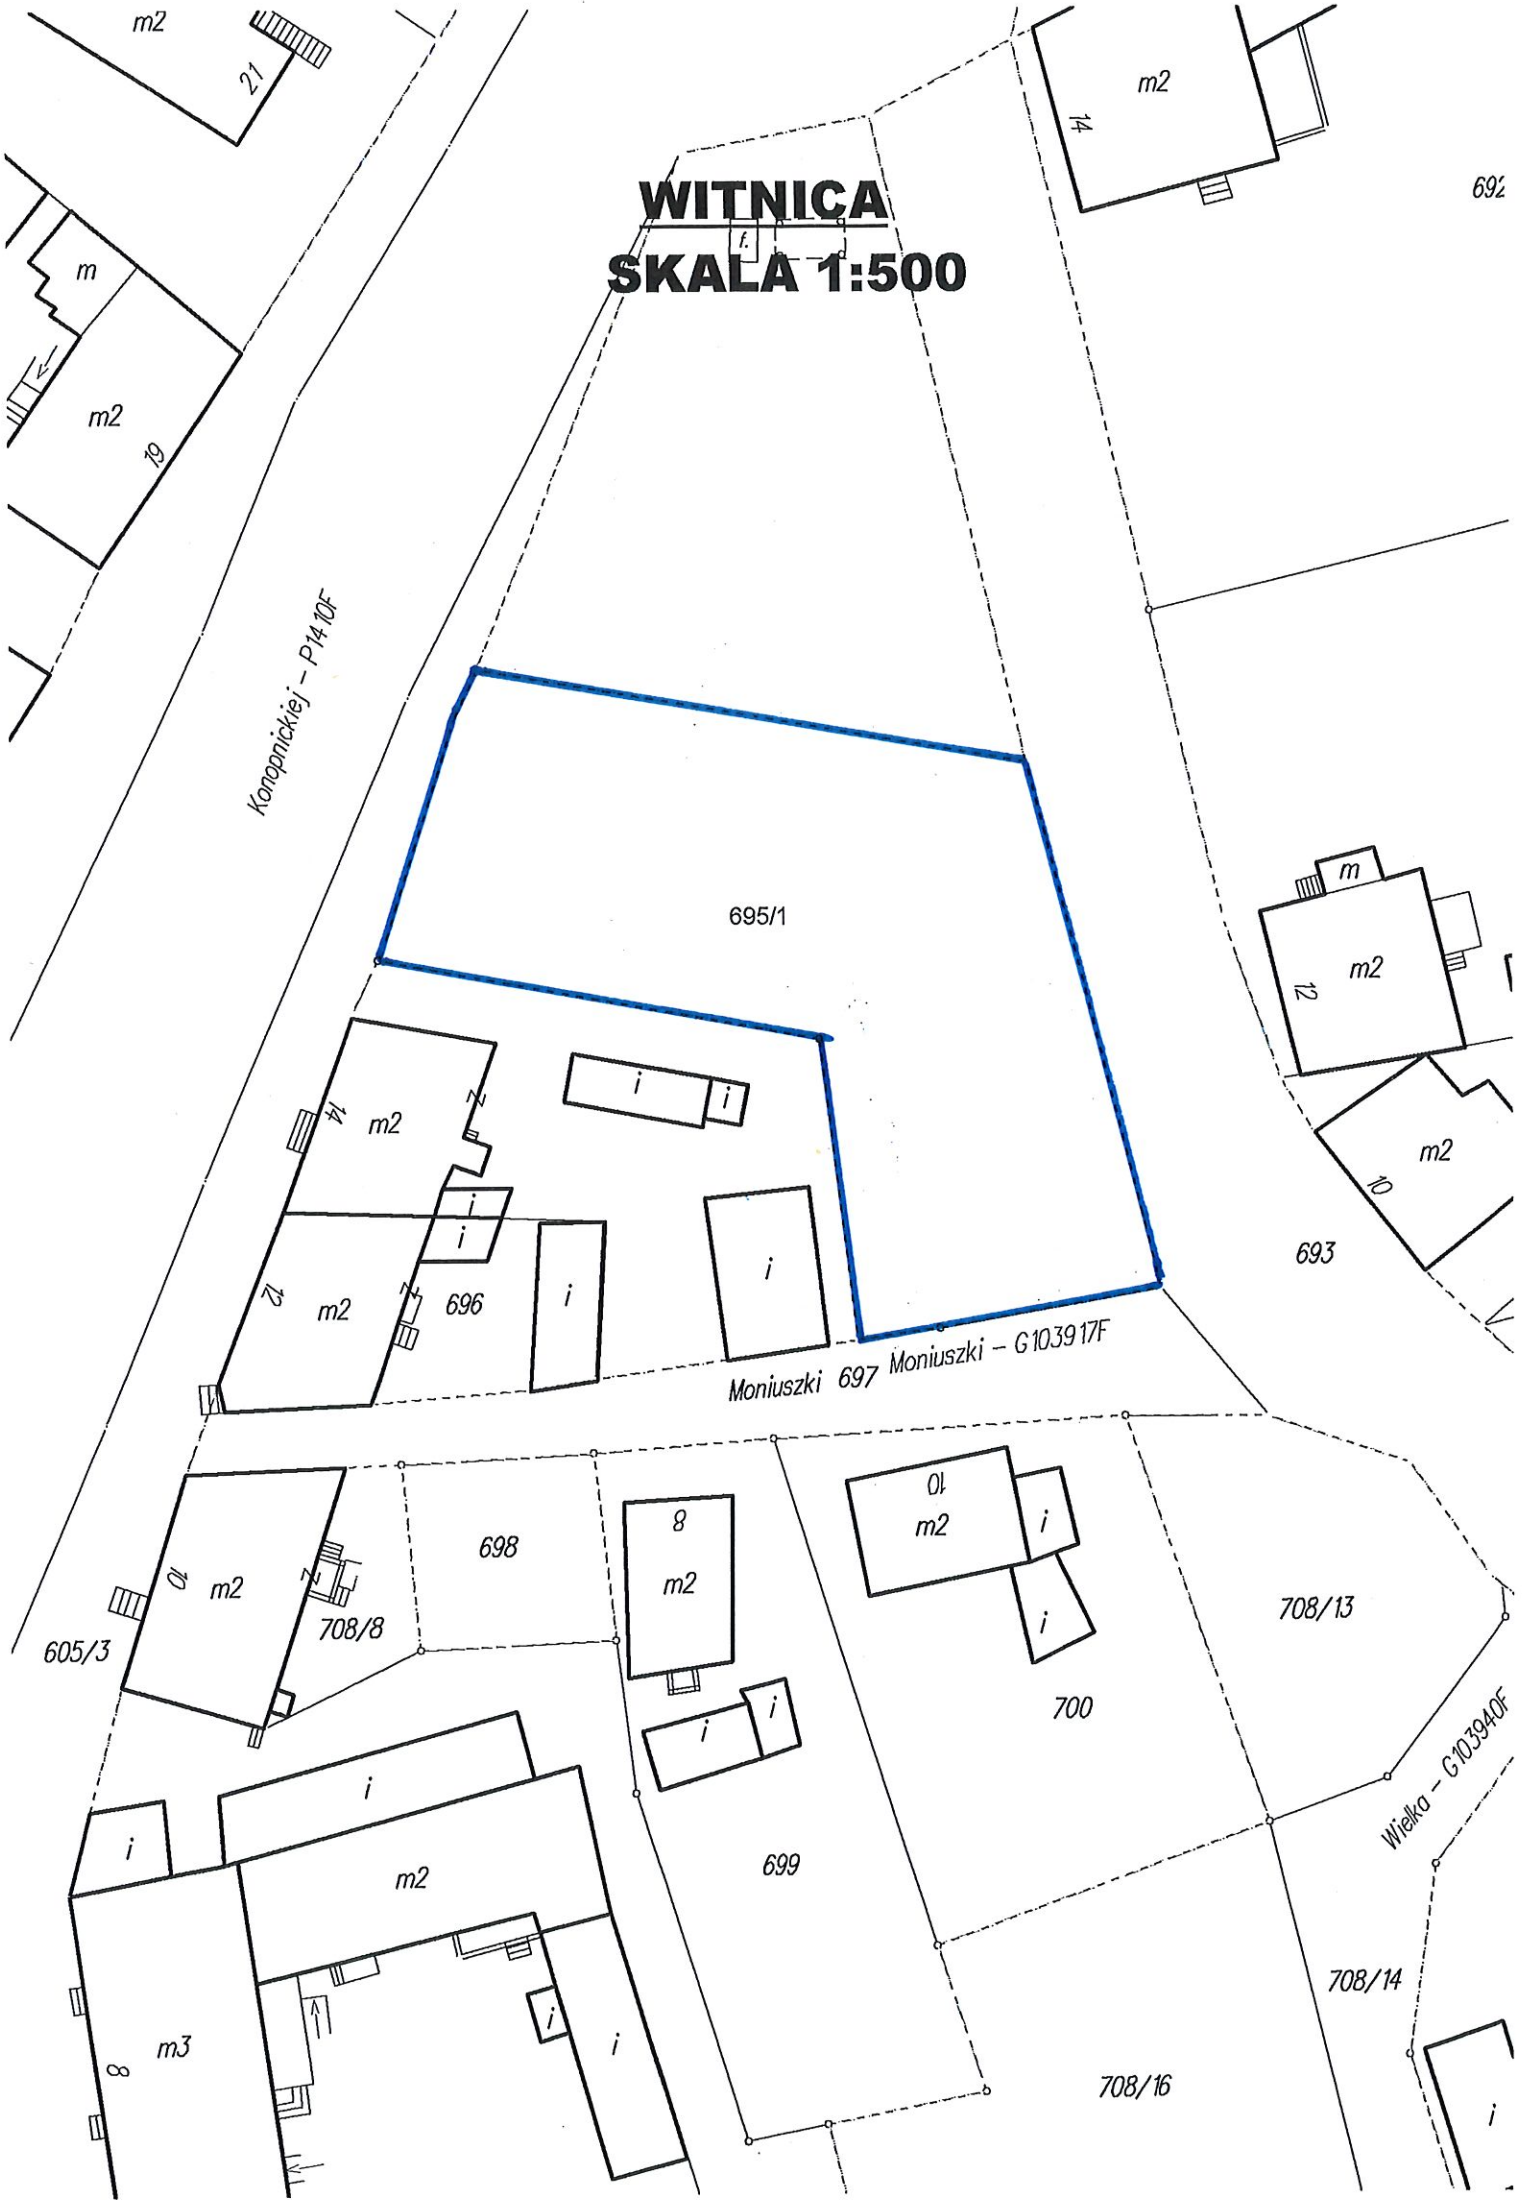 m2
21
m2
14
692
WITNICA
f.
SKALA 1:500
m
m2
19
Konopnickiej – P1410F
695/1
m
m2
12
m2
10
693
14
m2
i
i
i
i
12
m2
696
i
i
Moniuszki 697 Moniuszki – G103917F
10
m2
605/3
708/8
698
8
m2
10
m2
i
i
708/13
700
i
i
i
i
m2
699
Wielka – G103940F
708/14
m3
8
i
i
708/16
i